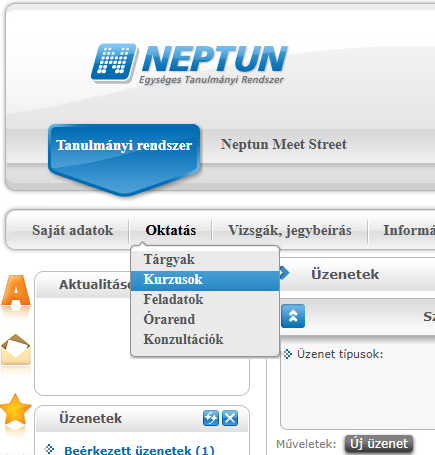 NEPTUN
Egységes Tanulmányi Rendszer
Tanulmányi rendszer
Neptun Meet Street
Saját adatok
Oktatás
Vizsgák, jegybeírás
Informá
Tárgyak
Kurzusok
Feladatok
Órarend
Konzultációk
Aktualitás
Üzenetek
Sz
Üzenet típusok:
Műveletek:
Új üzenet
Üzenetek
Beérkezett üzenetek (1)